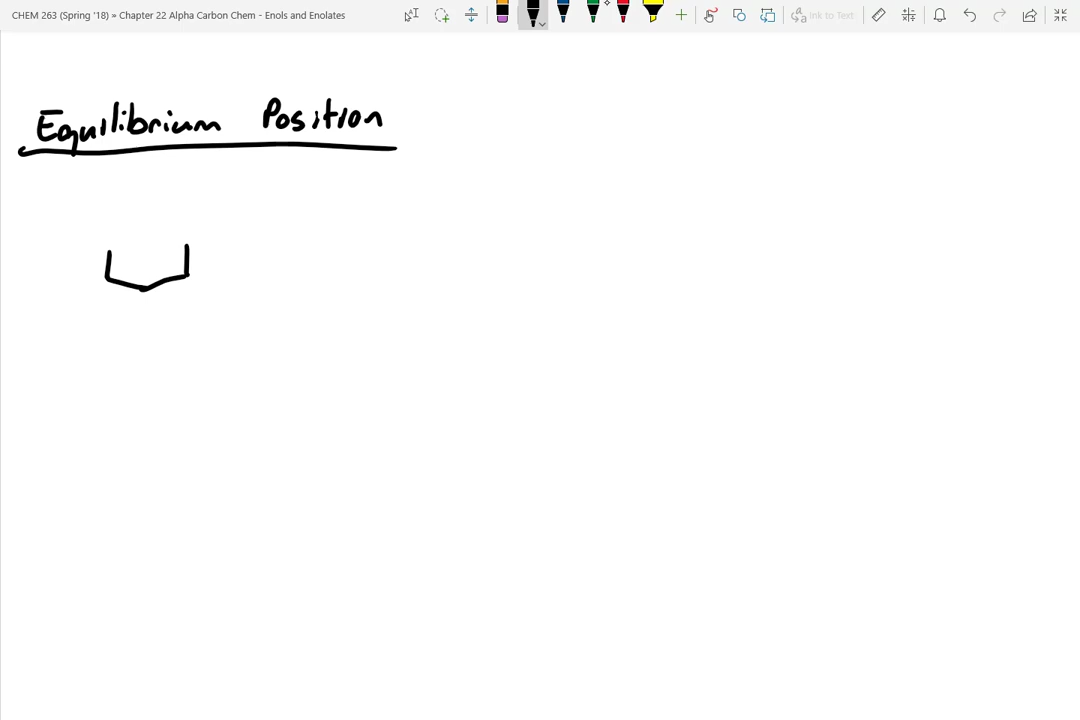 CHEM 263 (Spring '18) » Chapter 22 Alpha Carbon Chem - Enols and Enolates
Ink to Text
Equilibrium Position